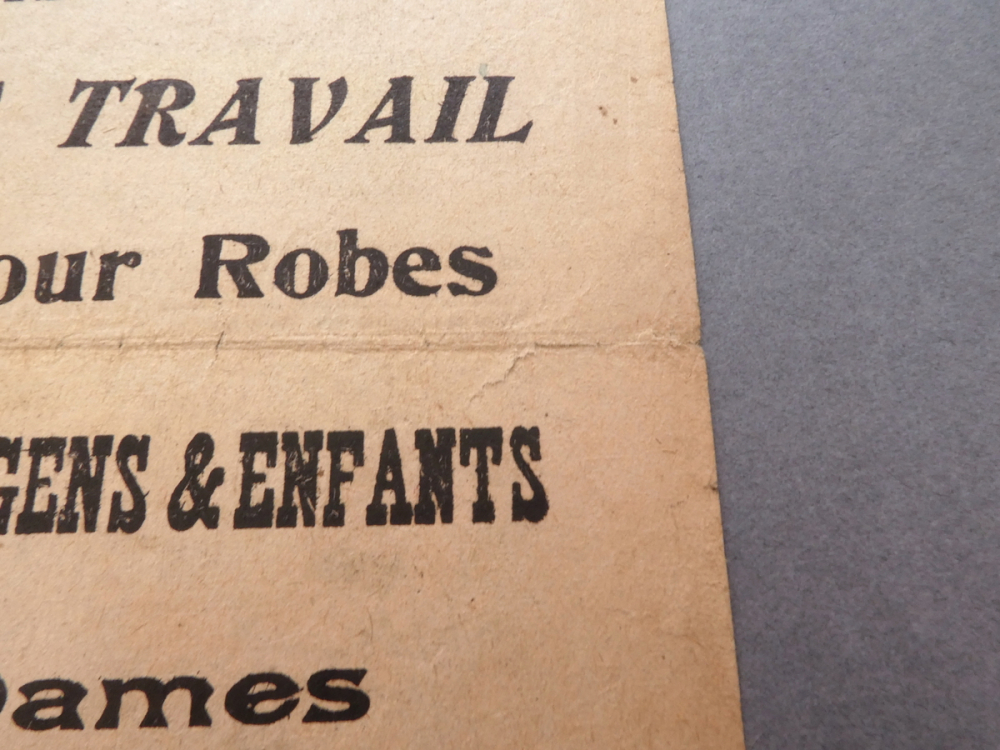 TRAVAIL
our Robes
GENS & ENFANTS
Dames